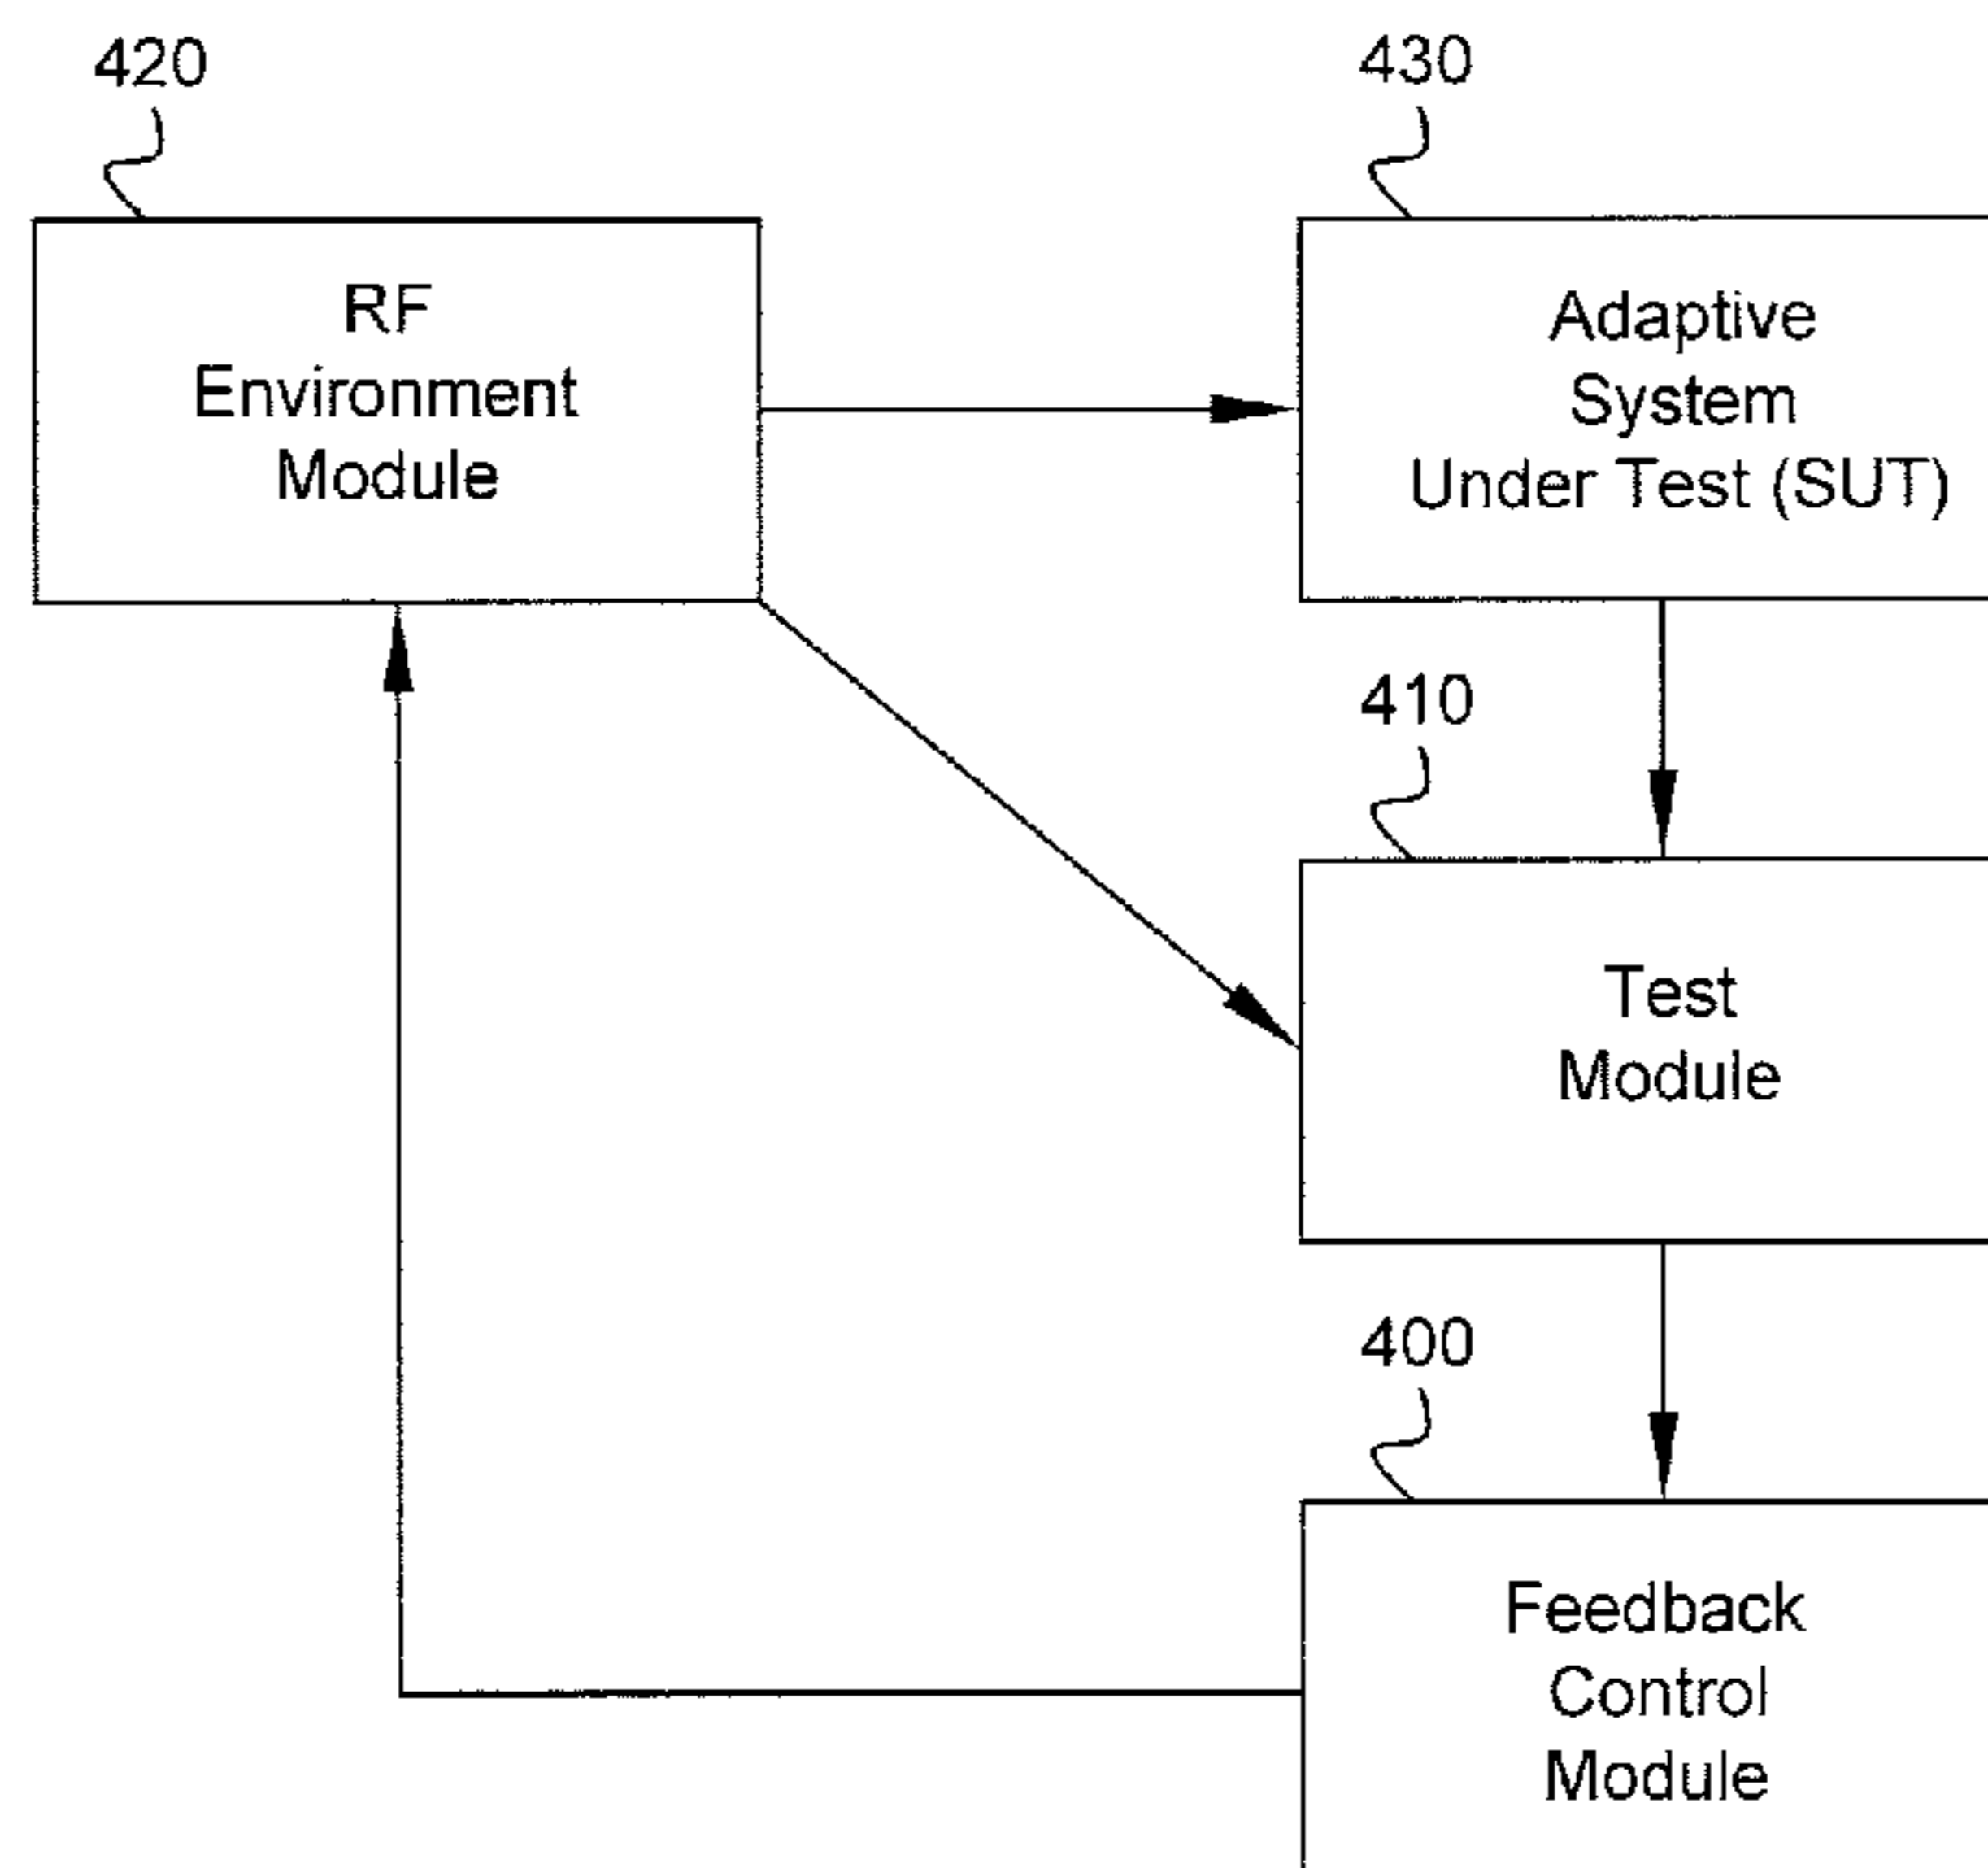 420
RF
Environment
Module
430
Adaptive
System
Under Test (SUT)
410
Test
Module
400
Feedback
Control
Module